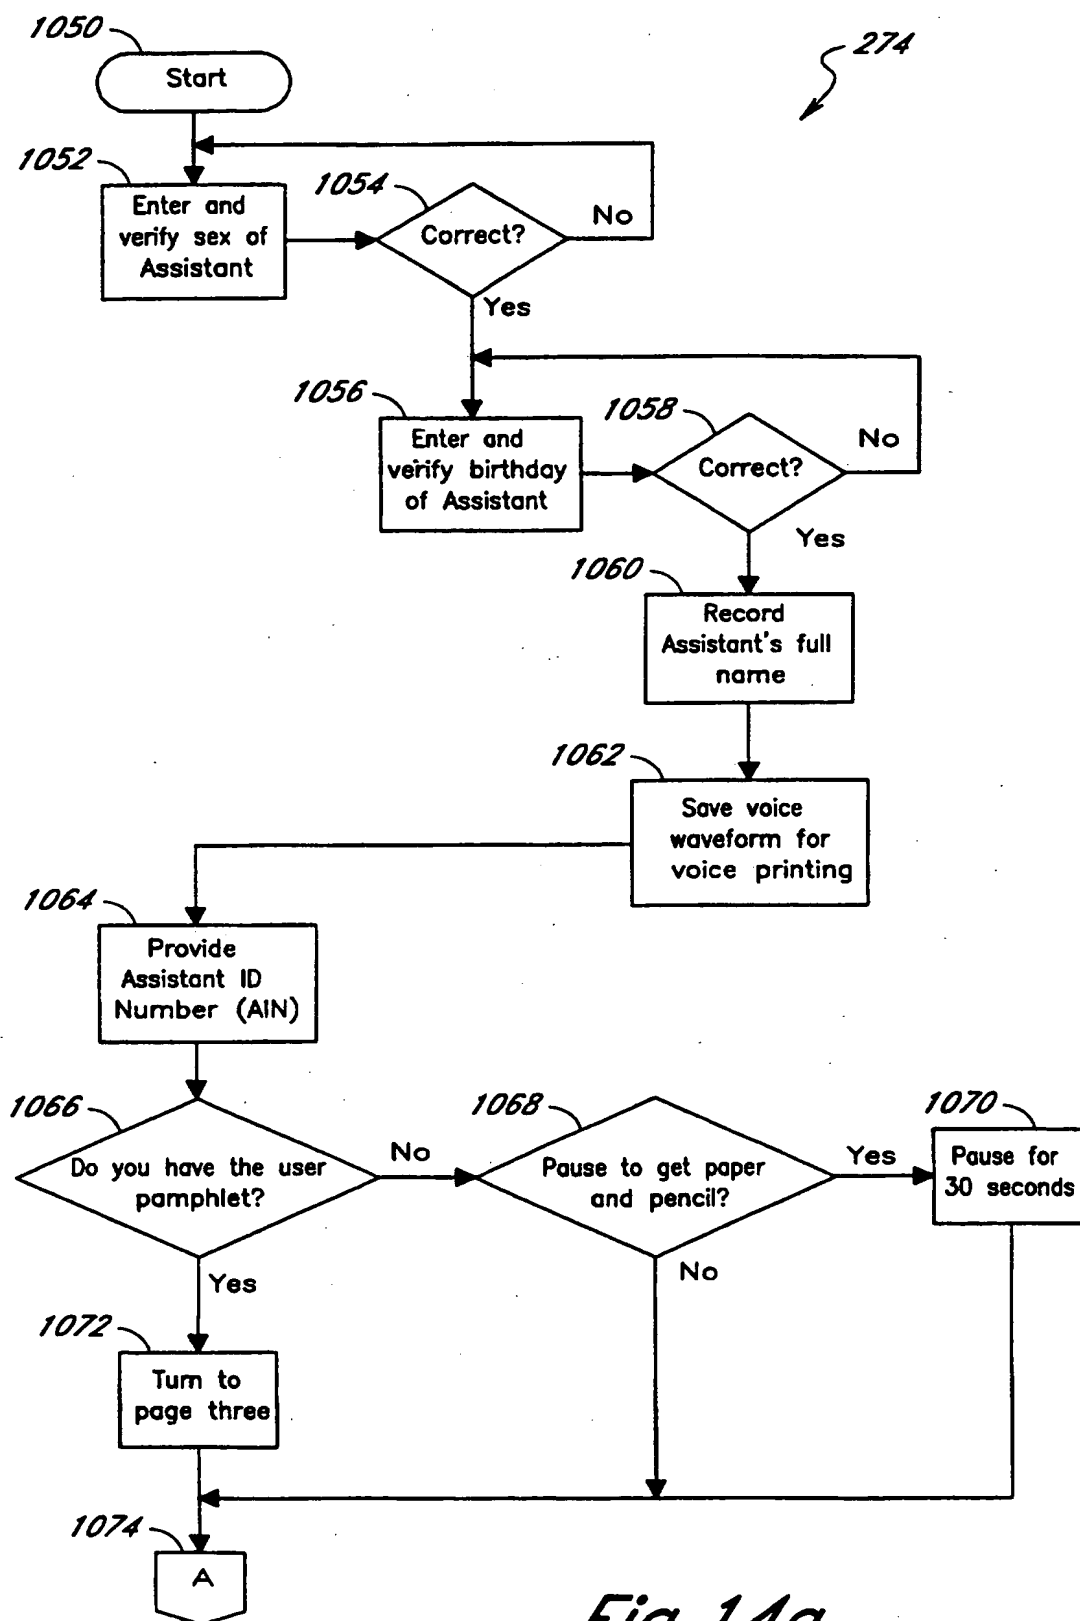 1050
Start
274
1052
Enter and
verify sex of
Assistant
1054
Correct?
No
Yes
1056
Enter and
verify birthday
of Assistant
1058
Correct?
No
Yes
1060
Record
Assistant's full
name
1062
Save voice
waveform for
voice printing
1064
Provide
Assistant ID
Number (AIN)
1066
Do you have the user
pamphlet?
No
Yes
1068
Pause to get paper
and pencil?
Yes
No
1070
Pause for
30 seconds
1072
Turn to
page three
1074
A
Fig. 14a